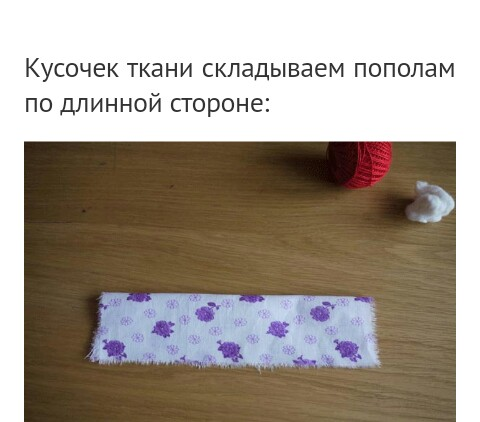 Кусочек ткани складываем пополам
по длинной стороне: